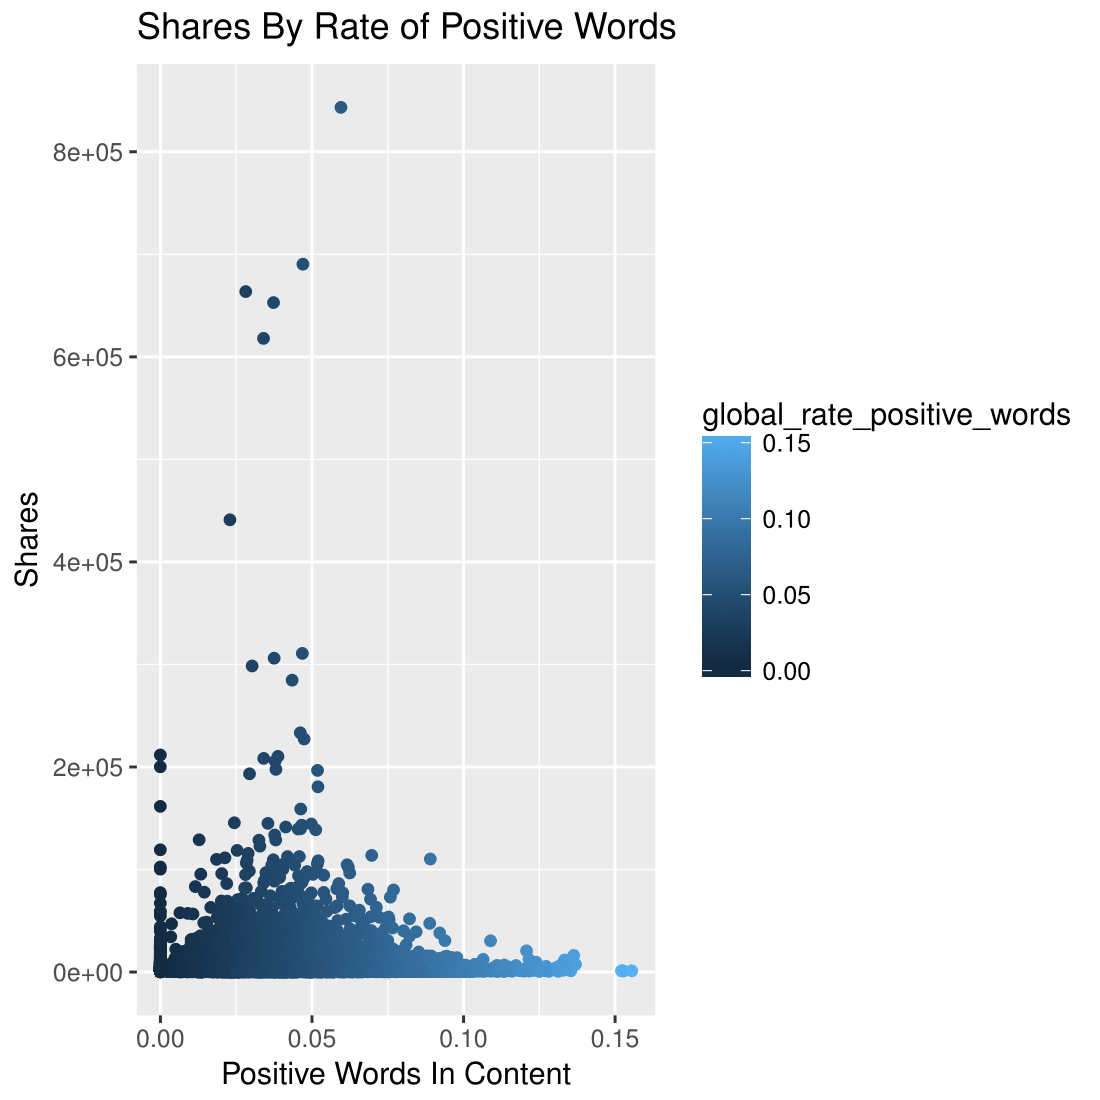 Shares By Rate of Positive Words
8e+05
6e+05
4e+05
2e+05
0e+00
Shares
0.00 0.05 0.10 0.15
Positive Words In Content
global_rate_positive_words
0.15
0.10
0.05
0.00